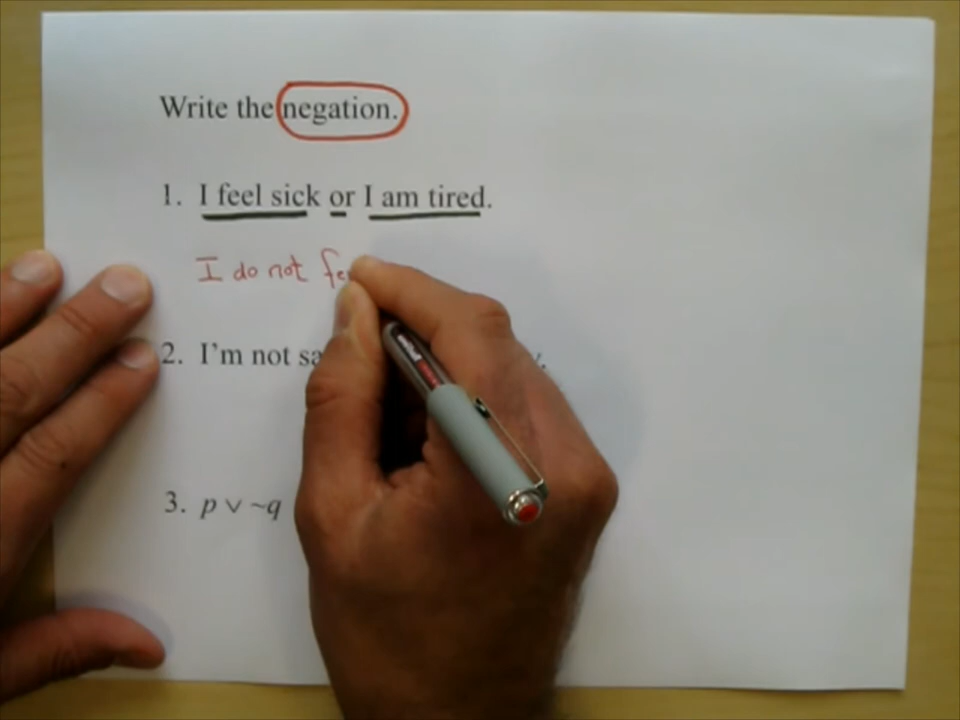 Write the negation.
1. I feel sick or I am tired.
I do not
2. I'm not
3. p ∨ ~q